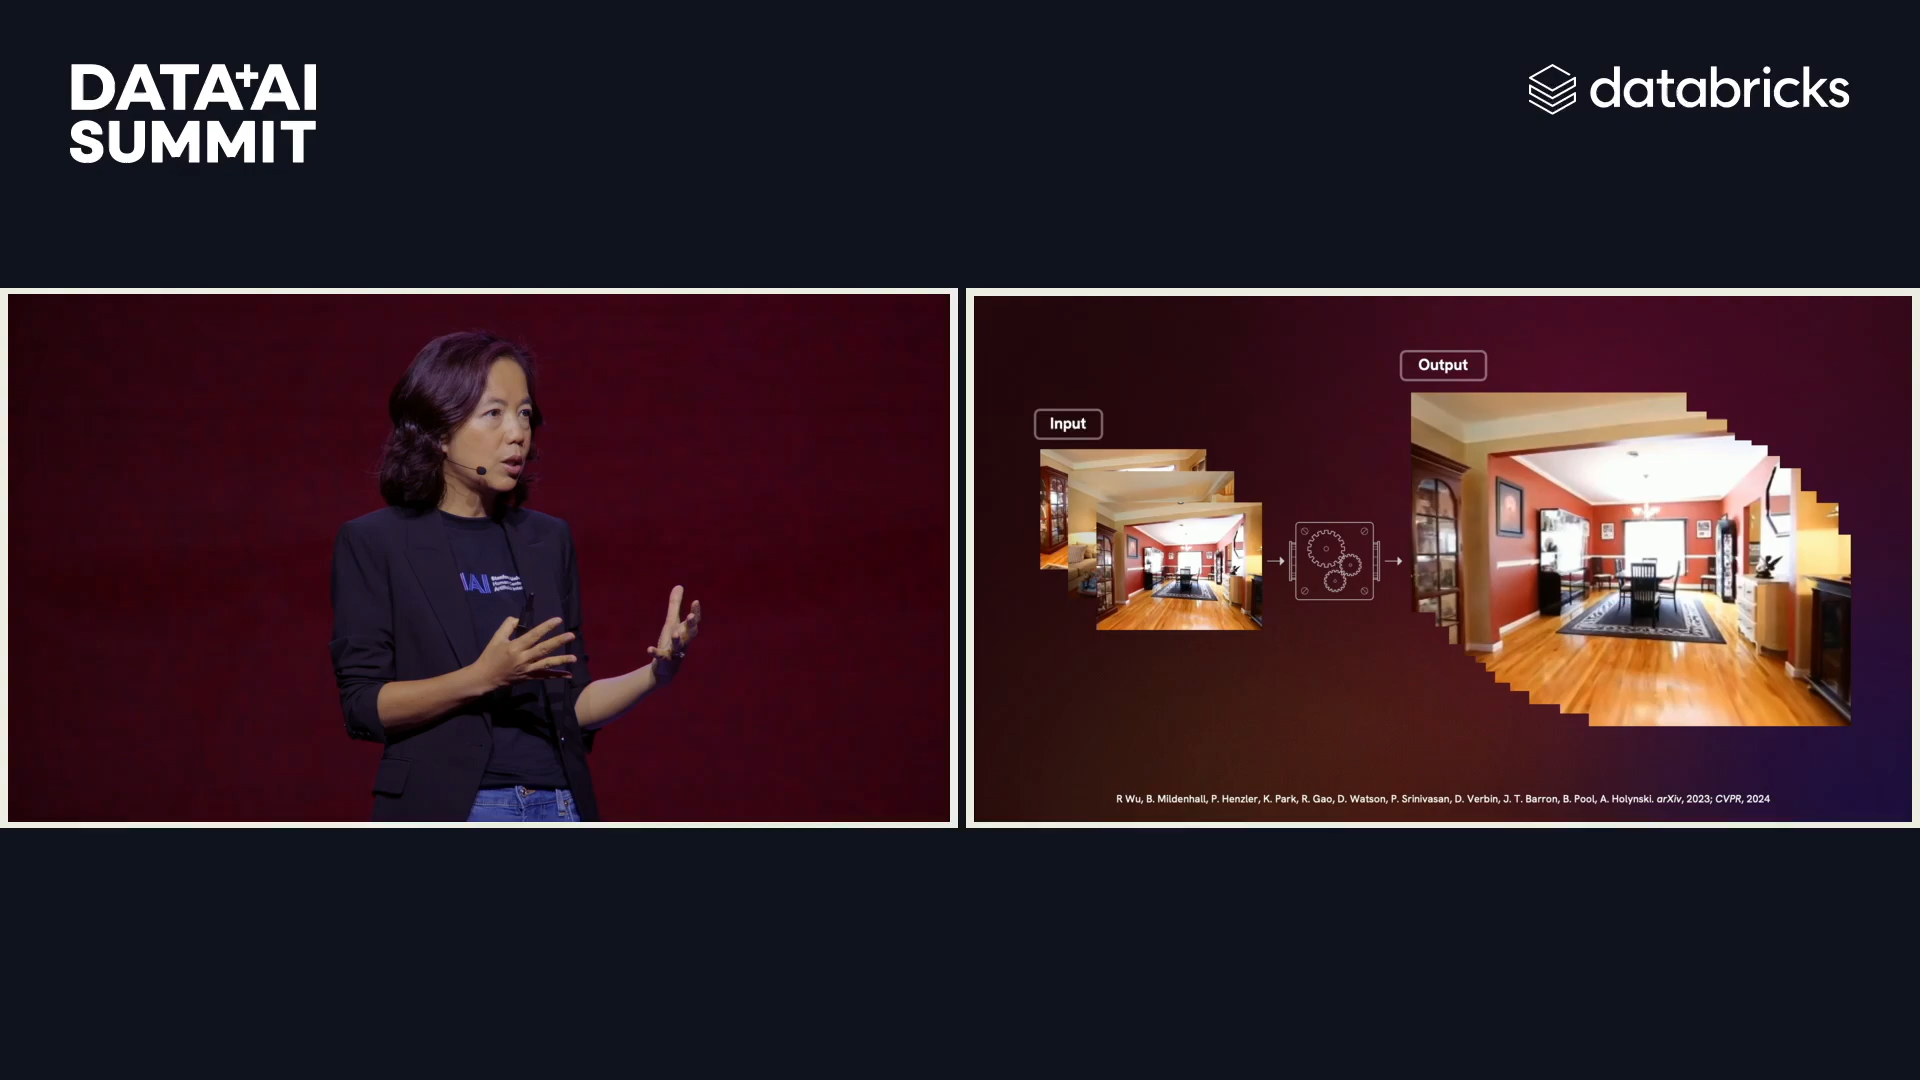 DATA+AI
SUMMIT
databricks
Output
Input
R Wu, B. Mildenhall, P. Henzler, K. Park, R. Gao, D. Watson, P. Srinivasan, D. Verbin, J. T. Barron, B. Pool, A. Holynski. arXiv, 2023; CVPR, 2024